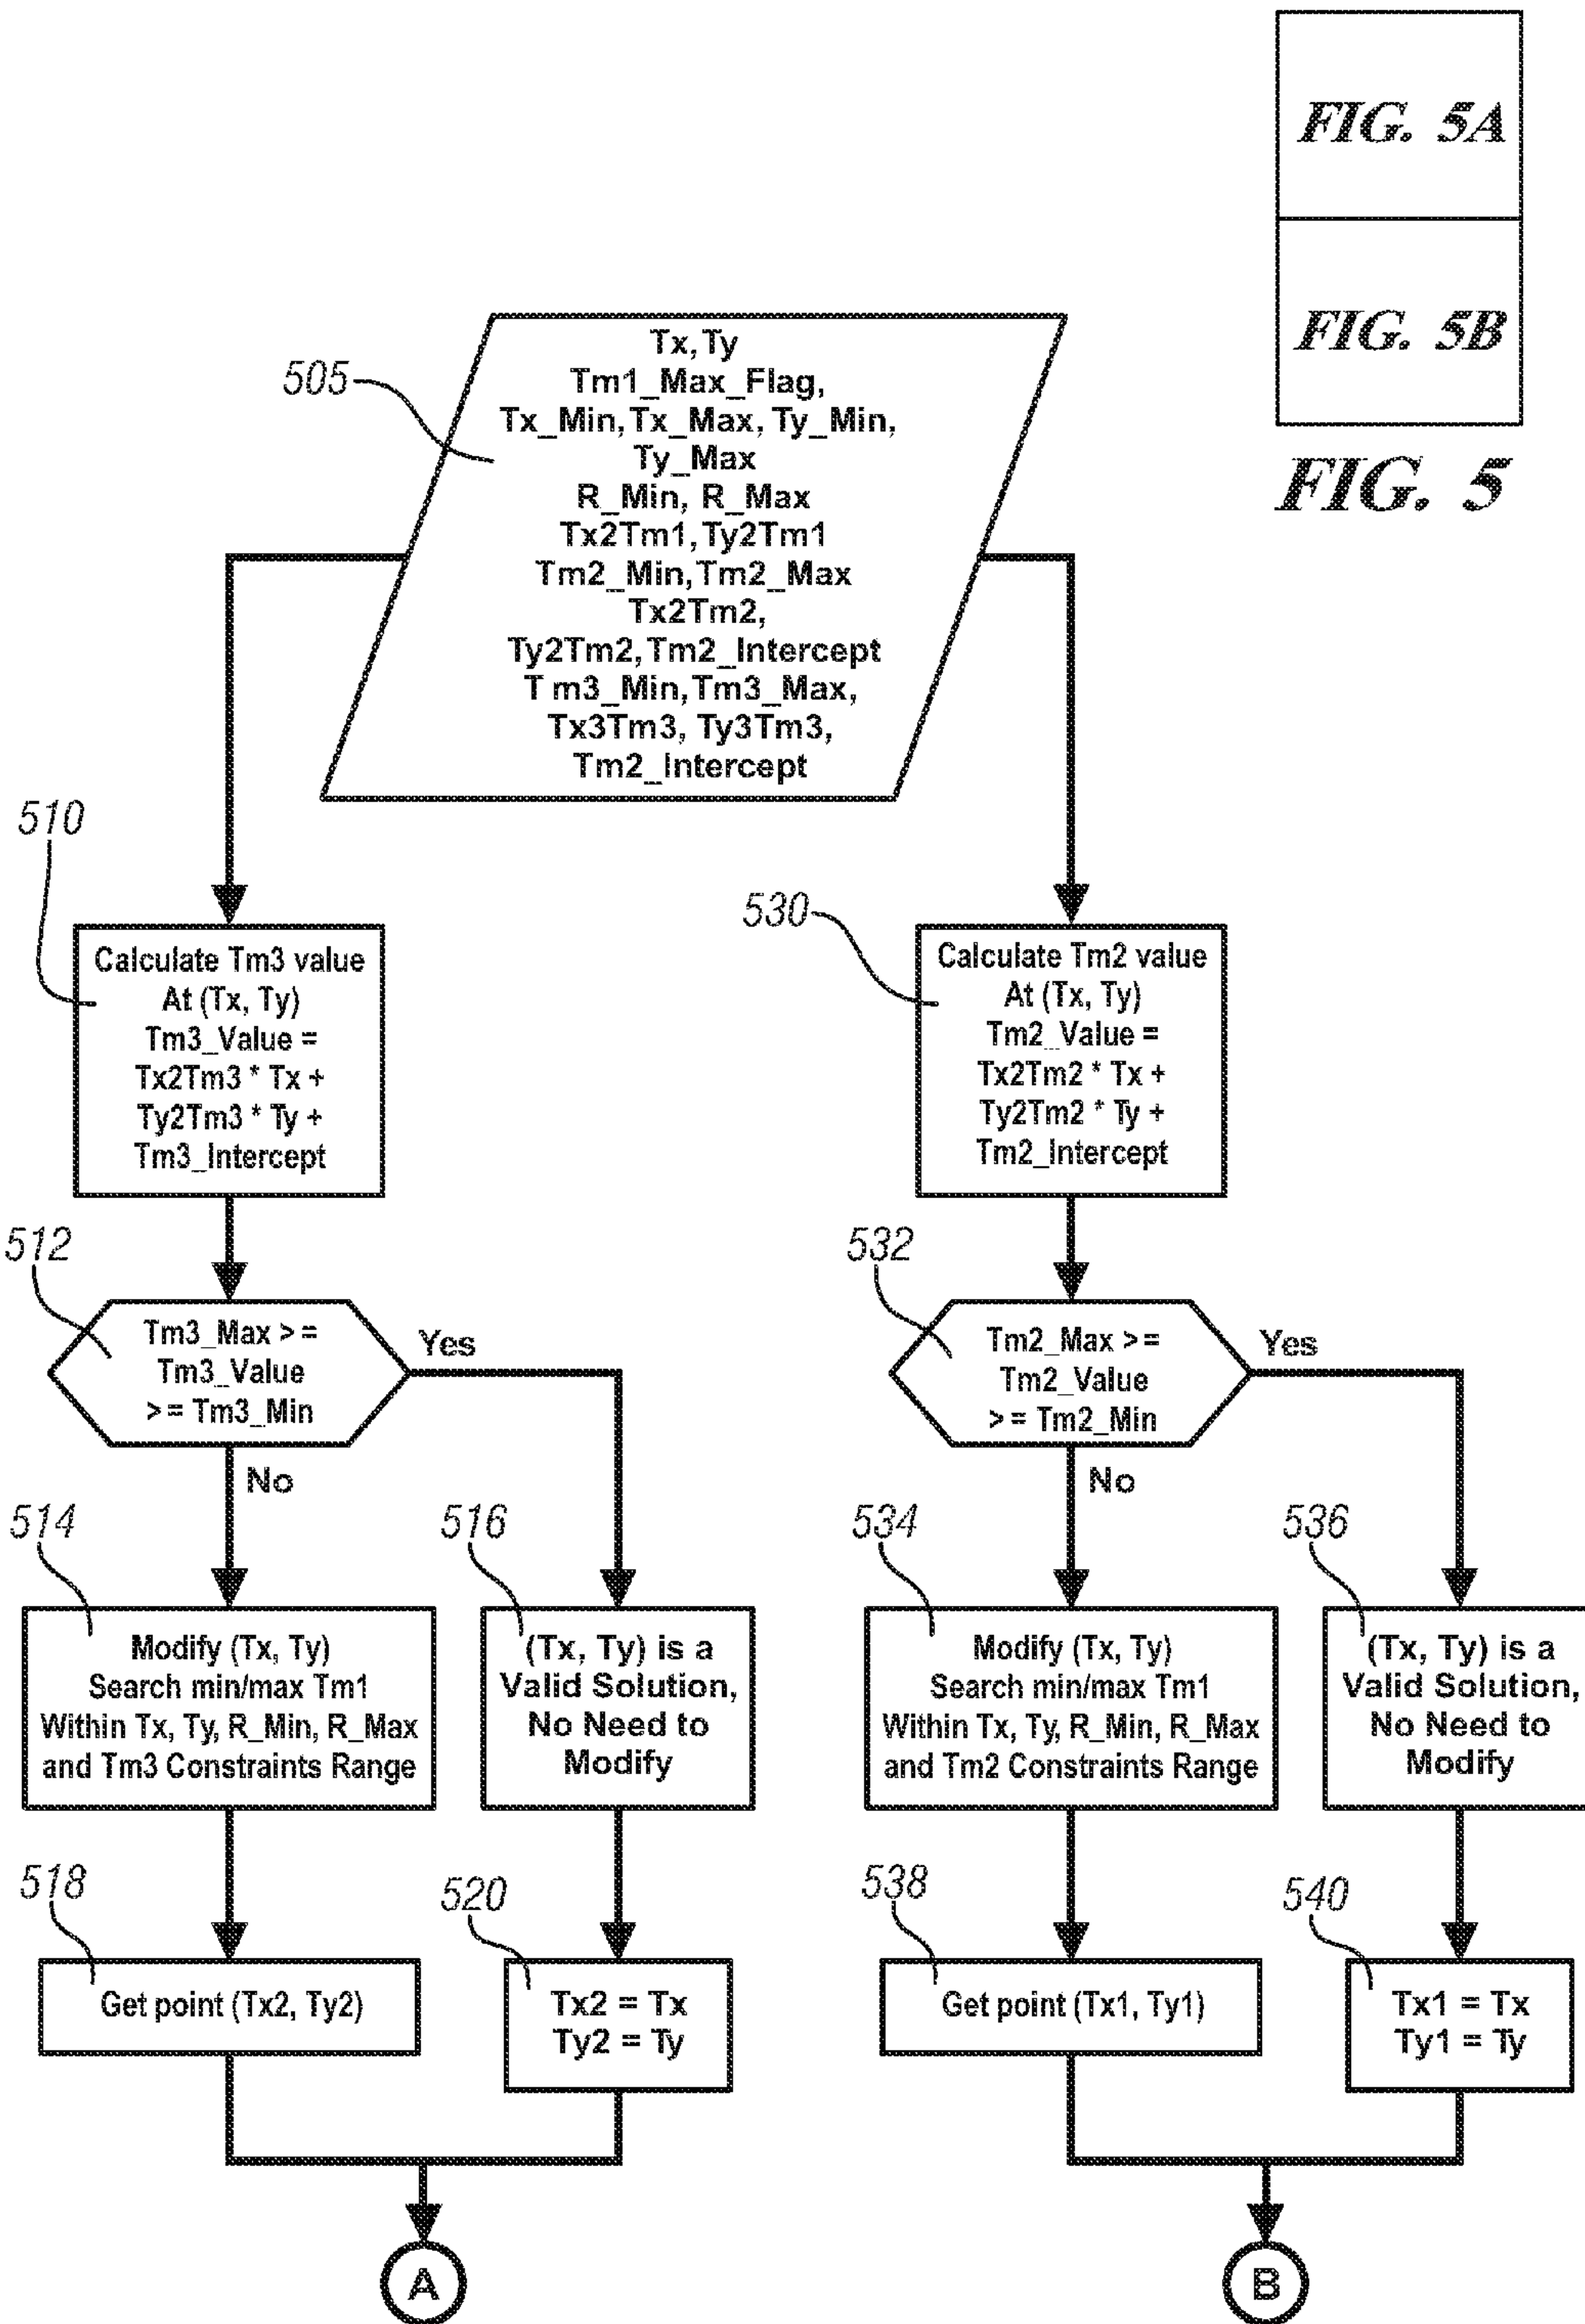 FIG. 5A
FIG. 5B
FIG. 5
505
Tx, Ty
Tm1_Max_Flag,
Tx_Min, Tx_Max, Ty_Min,
Ty_Max
R_Min, R_Max
Tx2Tm1, Ty2Tm1
Tm2_Min, Tm2_Max
Tx2Tm2,
Ty2Tm2, Tm2_Intercept
T m3_Min, Tm3_Max,
Tx3Tm3, Ty3Tm3,
Tm2_Intercept
510
Calculate Tm3 value
At (Tx, Ty)
Tm3_Value =
Tx2Tm3 * Tx +
Ty2Tm3 * Ty +
Tm3_Intercept
530
Calculate Tm2 value
At (Tx, Ty)
Tm2_Value =
Tx2Tm2 * Tx +
Ty2Tm2 * Ty +
Tm2_Intercept
512
Tm3_Max >=
Tm3_Value
>= Tm3_Min
Yes
No
532
Tm2_Max >=
Tm2_Value
>= Tm2_Min
Yes
No
514
Modify (Tx, Ty)
Search min/max Tm1
Within Tx, Ty, R_Min, R_Max
and Tm3 Constraints Range
516
(Tx, Ty) is a
Valid Solution,
No Need to
Modify
534
Modify (Tx, Ty)
Search min/max Tm1
Within Tx, Ty, R_Min, R_Max
and Tm2 Constraints Range
536
(Tx, Ty) is a
Valid Solution,
No Need to
Modify
518
Get point (Tx2, Ty2)
520
Tx2 = Tx
Ty2 = Ty
538
Get point (Tx1, Ty1)
540
Tx1 = Tx
Ty1 = Ty
A
B